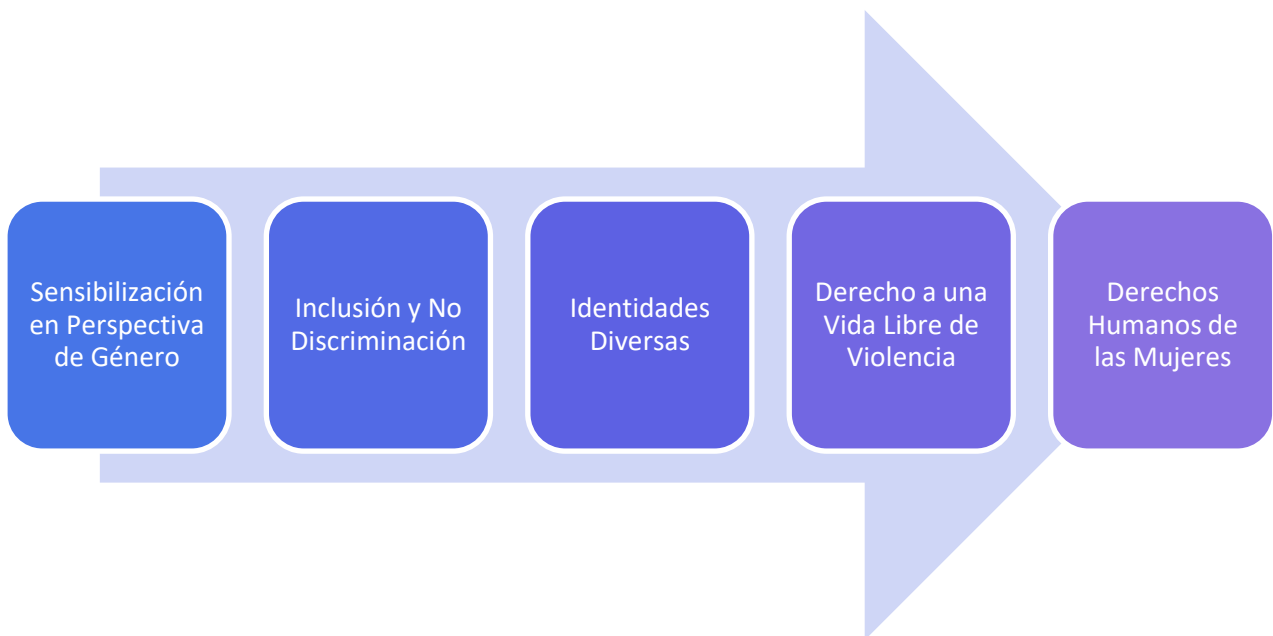 Sensibilización
en Perspectiva
de Género
Inclusión y No
Discriminación
Identidades
Diversas
Derecho a una
Vida Libre de
Violencia
Derechos
Humanos de
las Mujeres